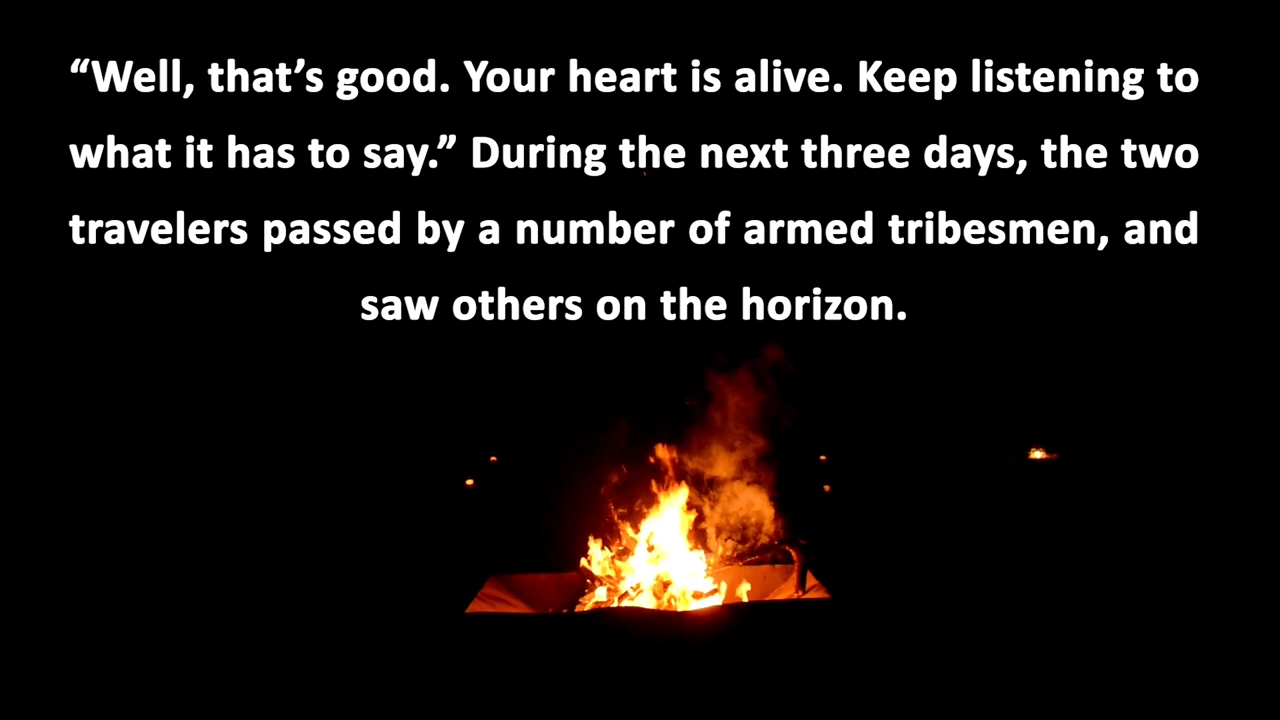 “Well, that’s good. Your heart is alive. Keep listening to
what it has to say.” During the next three days, the two
travelers passed by a number of armed tribesmen, and
saw others on the horizon.